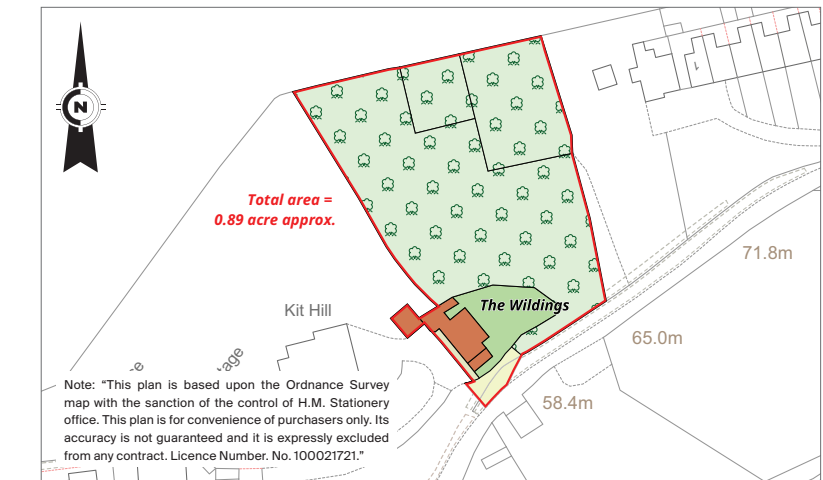 N
Total area =
0.89 acre approx.
71.8m
The Wildings
Kit Hill
65.0m
58.4m
Note: “This plan is based upon the Ordnance Survey
map with the sanction of the control of H.M. Stationery
office. This plan is for convenience of purchasers only. Its
accuracy is not guaranteed and it is expressly excluded
from any contract. Licence Number. No. 100021721.”